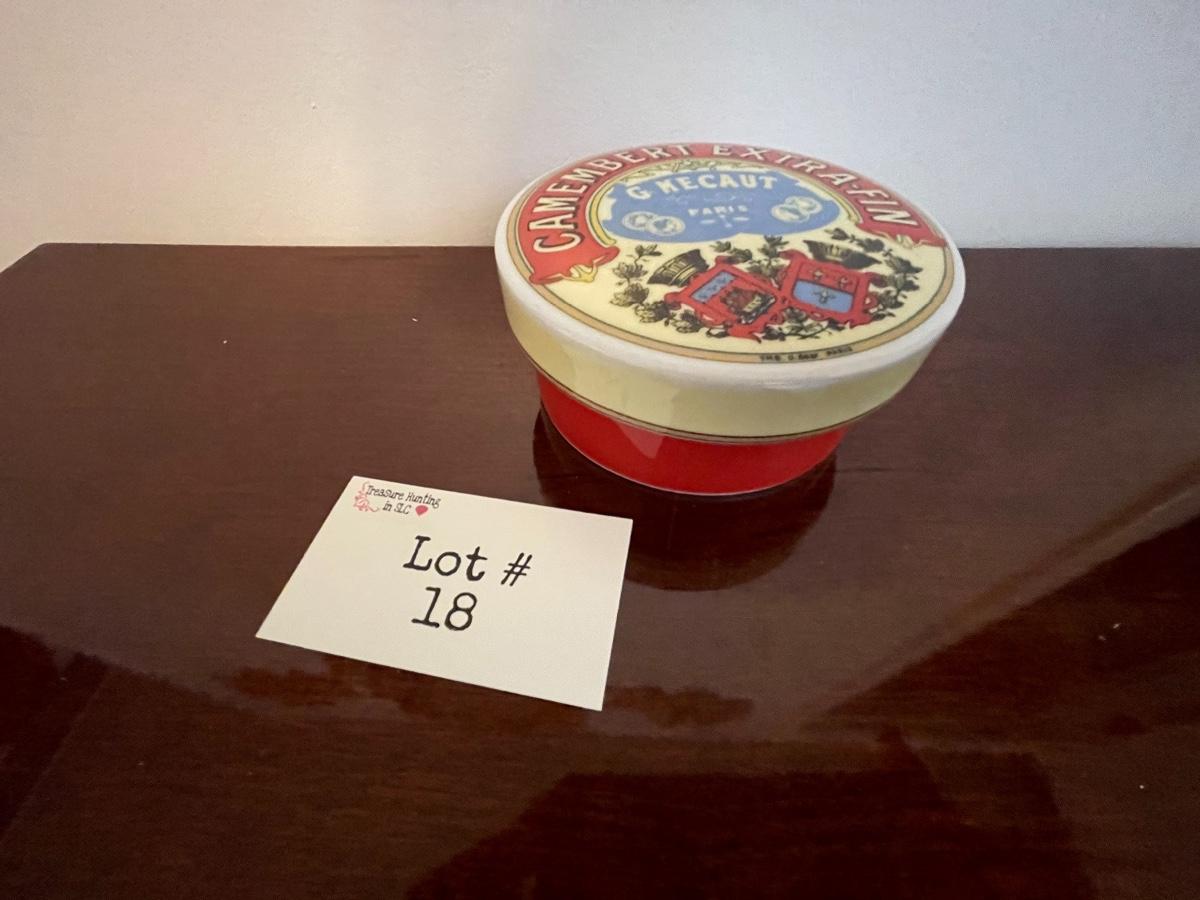 CAMEMBERT EXTRA-FIN
G HECAUT
PARIS
Treasure Hunting
in SLC
Lot #
18